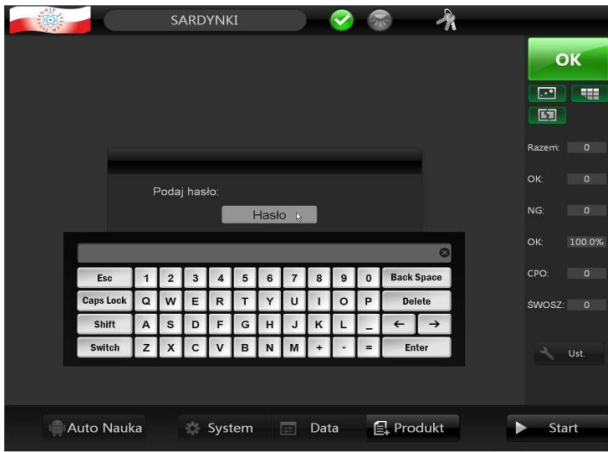 SARDYNKI
OK
Razem: 0
OK: 0
NG: 0
OK: 100.0%
CPO: 0
ŚWOSZ: 0
Ust.
Podaj hasło:
Hasło
Esc 1 2 3 4 5 6 7 8 9 0 Back Space
Caps Lock Q W E R T Y U I O P Delete
Shift A S D F G H J K L _ ← →
Switch Z X C V B N M + - = Enter
Auto Nauka System Data Produkt Start